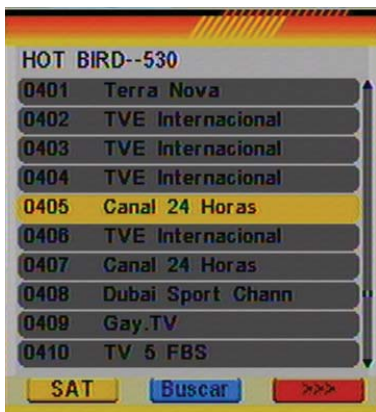 HOT BIRD--530
0401 Terra Nova
0402 TVE Internacional
0403 TVE Internacional
0404 TVE Internacional
0405 Canal 24 Horas
0406 TVE Internacional
0407 Canal 24 Horas
0408 Dubai Sport Chann
0409 Gay.TV
0410 TV 5 FBS
SAT Buscar >>>